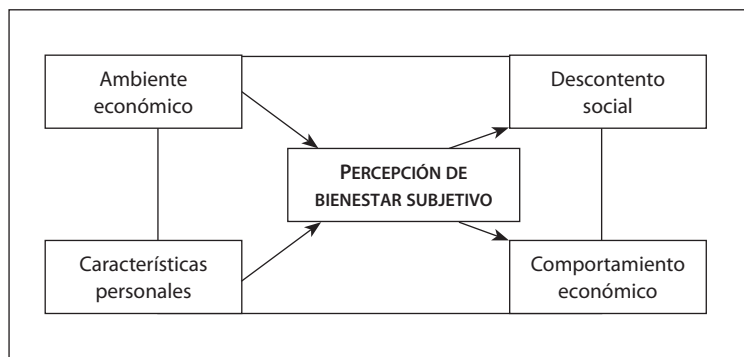 Ambiente
económico
Descontento
social
PERCEPCIÓN DE
BIENESTAR SUBJETIVO
Características
personales
Comportamiento
económico